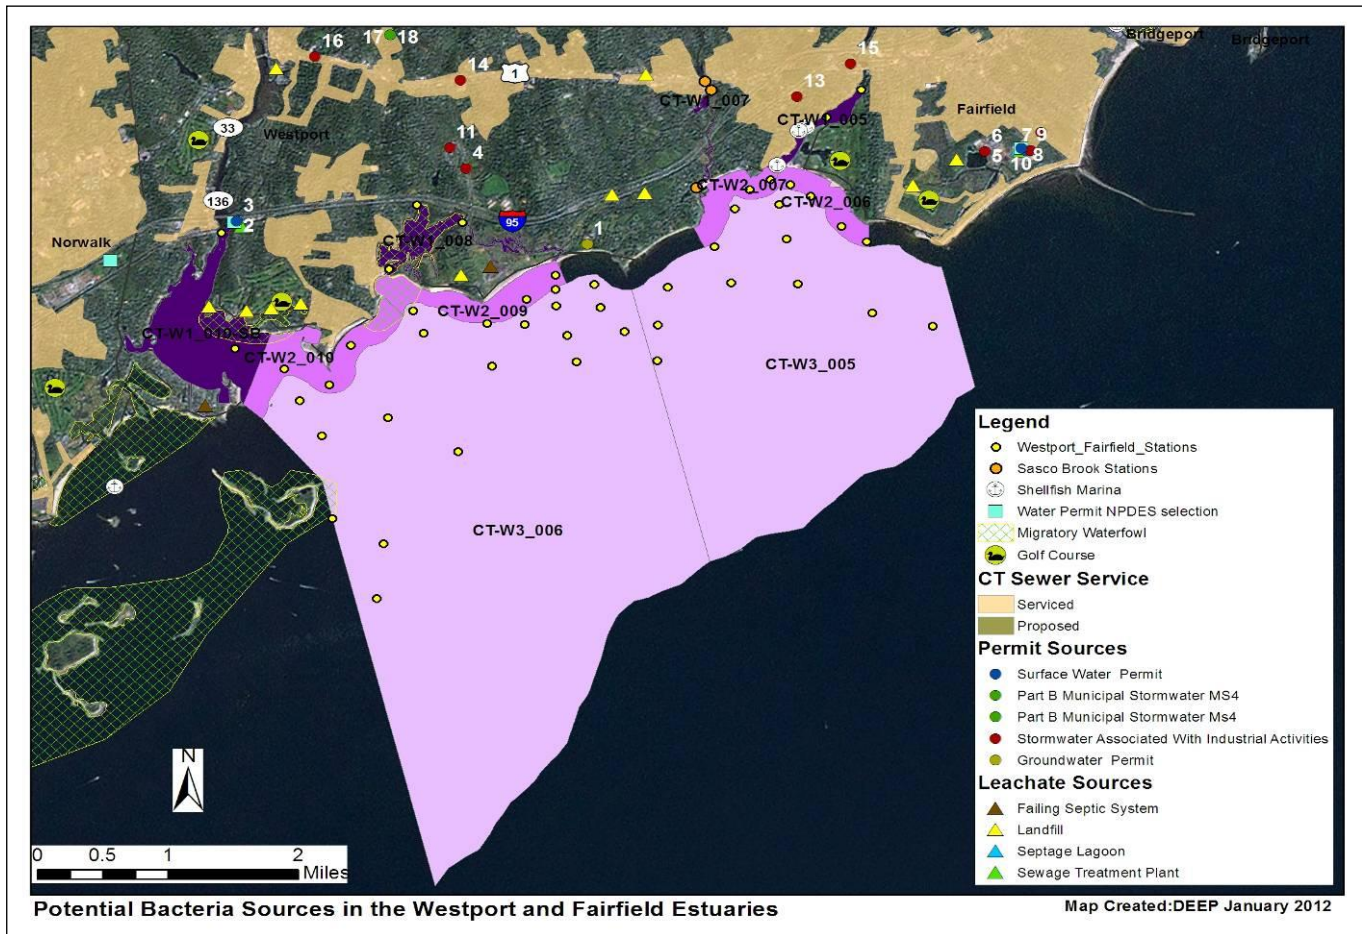 Bridgeport
Bridgeport
16
17
18
15
14
1
13
CT-W1_007
CT-W1_005
Fairfield
33
Westport
11
4
6
7
9
5
10
8
136
3
2
CT-W2_007
CT-W2_006
Norwalk
CT-W1_008
95
1
CT-W2_009
CT-W1_010-SB
CT-W2_010
CT-W3_005
CT-W3_006
Legend
Westport_Fairfield_Stations
Sasco Brook Stations
Shellfish Marina
Water Permit NPDES selection
Migratory Waterfowl
Golf Course
CT Sewer Service
Serviced
Proposed
Permit Sources
Surface Water Permit
Part B Municipal Stormwater MS4
Part B Municipal Stormwater Ms4
Stormwater Associated With Industrial Activities
Groundwater Permit
Leachate Sources
Failing Septic System
Landfill
Septage Lagoon
Sewage Treatment Plant
N
0 0.5 1 2
Miles
Potential Bacteria Sources in the Westport and Fairfield Estuaries
Map Created:DEEP January 2012